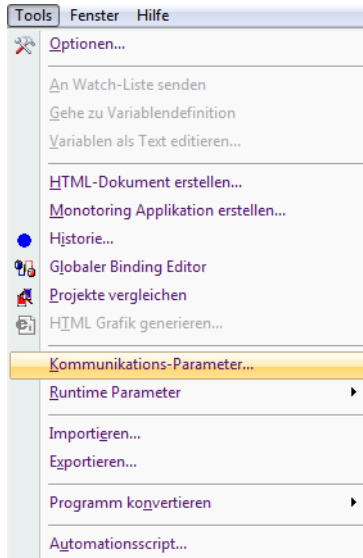 Tools Fenster Hilfe
Optionen...
An Watch-Liste senden
Gehe zu Variablendefinition
Variablen als Text editieren...
HTML-Dokument erstellen...
Monotoring Applikation erstellen...
Historie...
Globaler Binding Editor
Projekte vergleichen
HTML Grafik generieren...
Kommunikations-Parameter...
Runtime Parameter
Importieren...
Exportieren...
Programm konvertieren
Automationsscript...